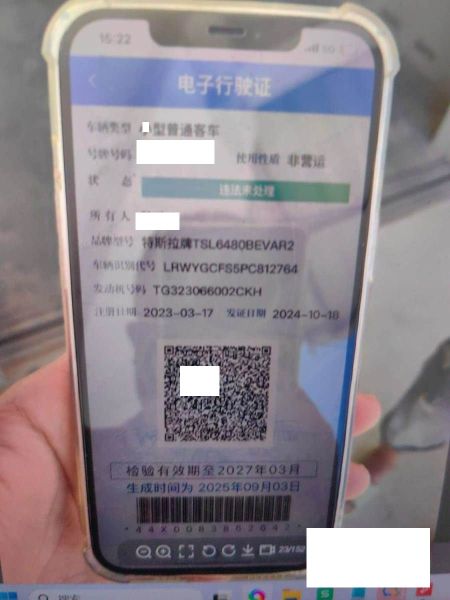 15:22
5G
电子行驶证
车辆类型 型普通客车
号牌号码 使用性质 非营运
状 态 违法未处理
所有人
品牌型号 特斯拉牌TSL6480BEVAR2
车辆识别代号 LRWYGCFS5PC812764
发动机号码 TG323066002CKH
注册日期 2023-03-17 发证日期 2024-10-18
检验有效期至2027年03月
生成时间为 2025年09月03日
23/152
搜索